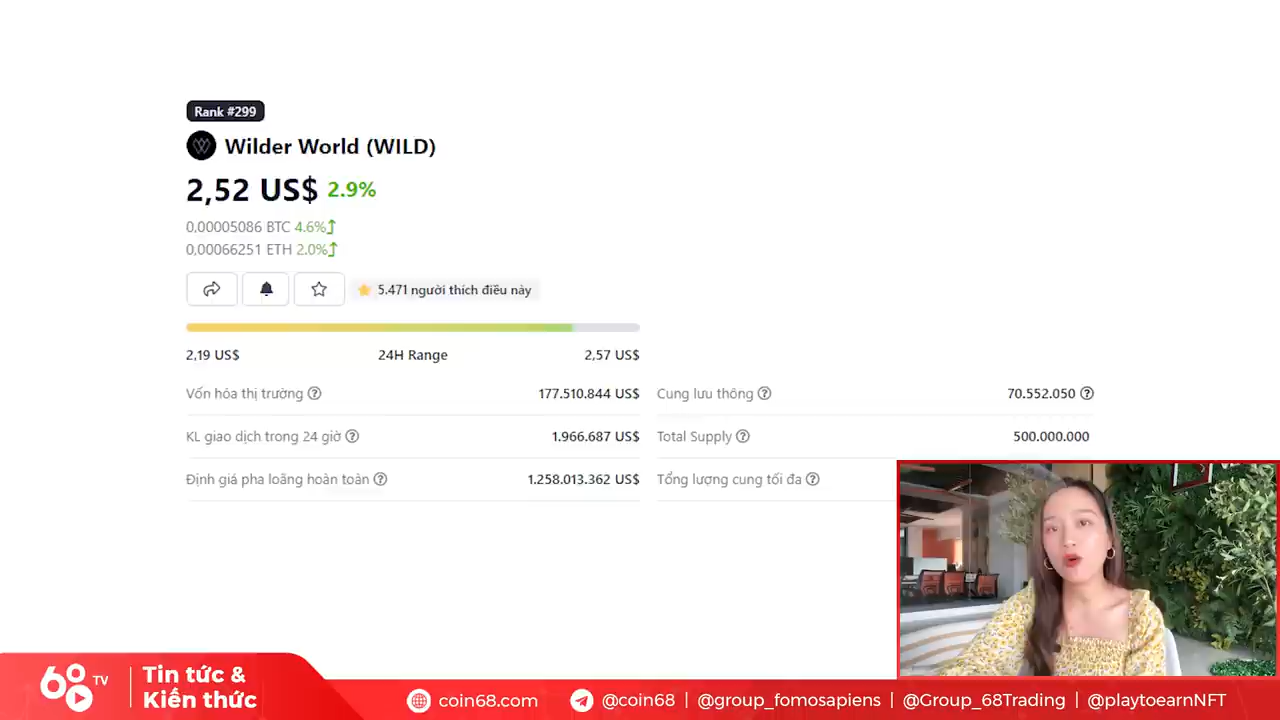 Rank #299
Wilder World (WILD)
2,52 US$ 2.9%
0,00005086 BTC 4.6%
0,00066251 ETH 2.0%
5.471 người thích điều này
2,19 US$ 24H Range 2,57 US$
Vốn hóa thị trường 177.510.844 US$
Cung lưu thông 70.552.050
KL giao dịch trong 24 giờ 1.966.687 US$
Total Supply 500.000.000
Định giá pha loãng hoàn toàn 1.258.013.362 US$
Tổng lượng cung tối đa
68 TV
Tin tức &
Kiến thức
coin68.com @coin68 | @group_fomosapiens | @Group_68Trading | @playtoearnNFT